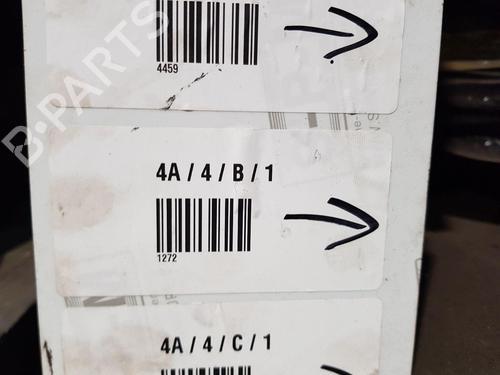 4459
4A / 4 / B / 1
1272
4A / 4 / C / 1
B-PARTS